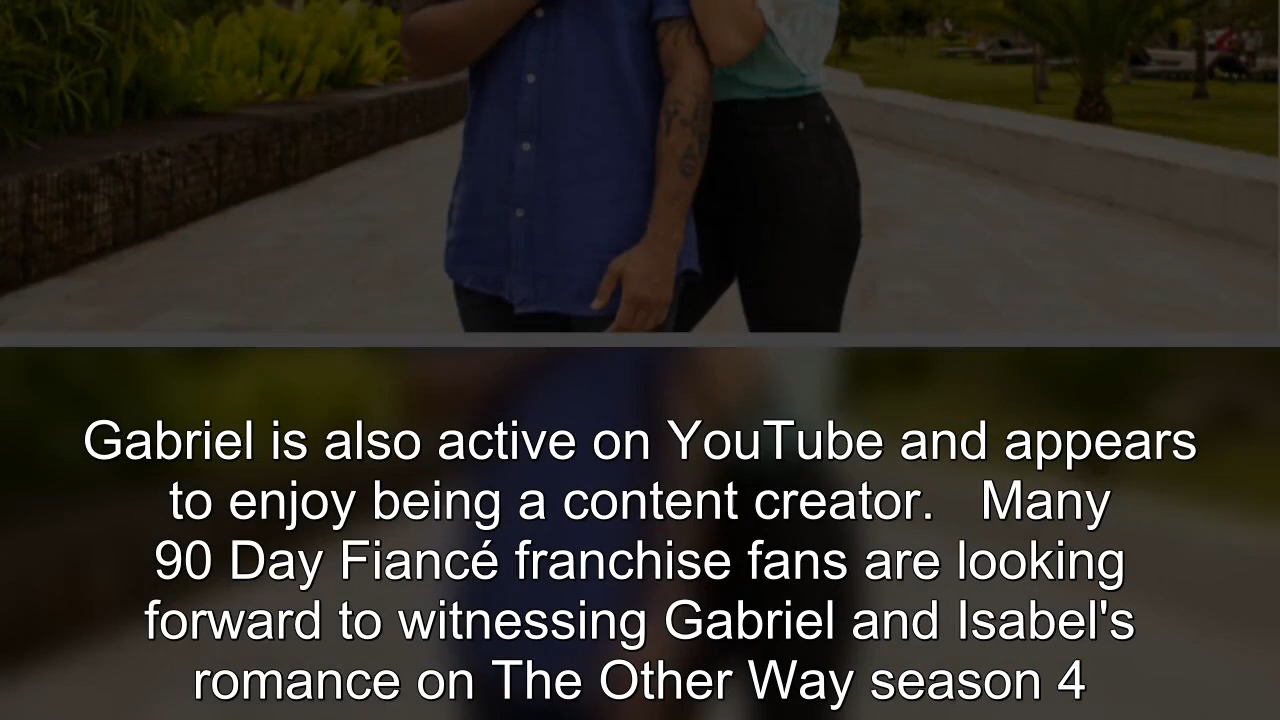 Gabriel is also active on YouTube and appears
to enjoy being a content creator.   Many
90 Day Fiancé franchise fans are looking
forward to witnessing Gabriel and Isabel's
romance on The Other Way season 4